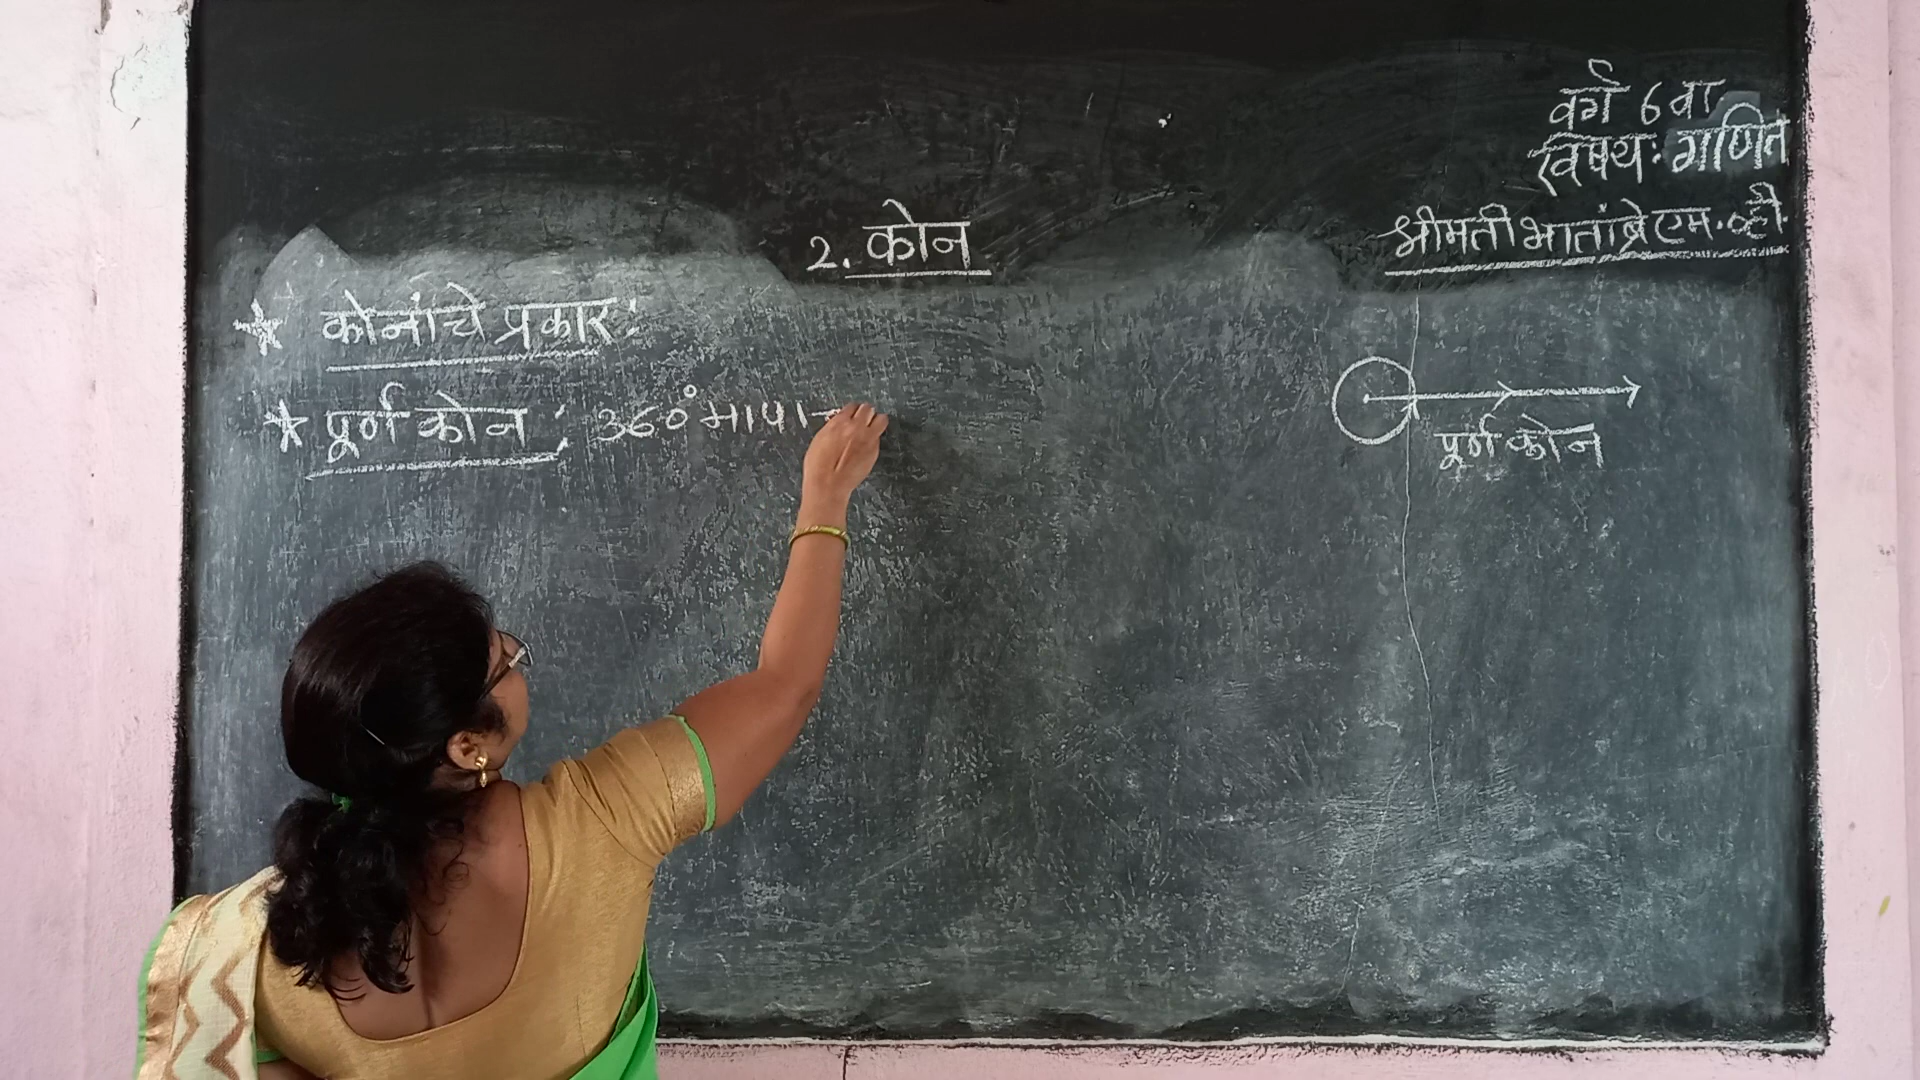 वर्ग 6 वा
विषय: गणित
श्रीमती भातांब्रे एम. व्ही.
2. कोन
कोनांचे प्रकार:
पूर्ण कोन : 360° मापा
पूर्ण कोन